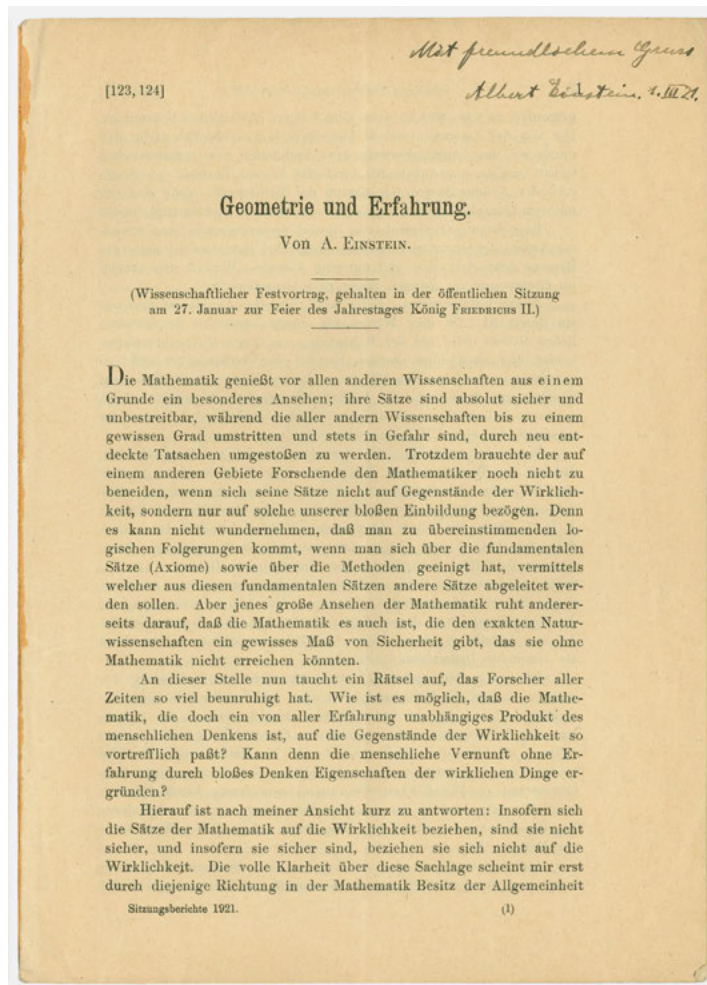 Mit freundlichem Gruss
Albert Einstein. 1. III 21.
[123, 124]
Geometrie und Erfahrung.
Von A. Einstein.
(Wissenschaftlicher Festvortrag, gehalten in der öffentlichen Sitzung
am 27. Januar zur Feier des Jahrestages König Friedrichs II.)
Die Mathematik genießt vor allen anderen Wissenschaften aus einem
Grunde ein besonderes Ansehen; ihre Sätze sind absolut sicher und
unbestreitbar, während die aller andern Wissenschaften bis zu einem
gewissen Grad umstritten und stets in Gefahr sind, durch neu ent-
deckte Tatsachen umgestoßen zu werden. Trotzdem brauchte der auf
einem anderen Gebiete Forschende den Mathematiker noch nicht zu
beneiden, wenn sich seine Sätze nicht auf Gegenstände der Wirklich-
keit, sondern nur auf solche unserer bloßen Einbildung bezögen. Denn
es kann nicht wundernehmen, daß man zu übereinstimmenden lo-
gischen Folgerungen kommt, wenn man sich über die fundamentalen
Sätze (Axiome) sowie über die Methoden geeinigt hat, vermittels
welcher aus diesen fundamentalen Sätzen andere Sätze abgeleitet wer-
den sollen. Aber jenes große Ansehen der Mathematik ruht anderer-
seits darauf, daß die Mathematik es auch ist, die den exakten Natur-
wissenschaften ein gewisses Maß von Sicherheit gibt, das sie ohne
Mathematik nicht erreichen könnten.
An dieser Stelle nun taucht ein Rätsel auf, das Forscher aller
Zeiten so viel beunruhigt hat. Wie ist es möglich, daß die Mathe-
matik, die doch ein von aller Erfahrung unabhängiges Produkt des
menschlichen Denkens ist, auf die Gegenstände der Wirklichkeit so
vortrefflich paßt? Kann denn die menschliche Vernunft ohne Er-
fahrung durch bloßes Denken Eigenschaften der wirklichen Dinge er-
gründen?
Hierauf ist nach meiner Ansicht kurz zu antworten: Insofern sich
die Sätze der Mathematik auf die Wirklichkeit beziehen, sind sie nicht
sicher, und insofern sie sicher sind, beziehen sie sich nicht auf die
Wirklichkeit. Die volle Klarheit über diese Sachlage scheint mir erst
durch diejenige Richtung in der Mathematik Besitz der Allgemeinheit
Sitzungsberichte 1921. (1)